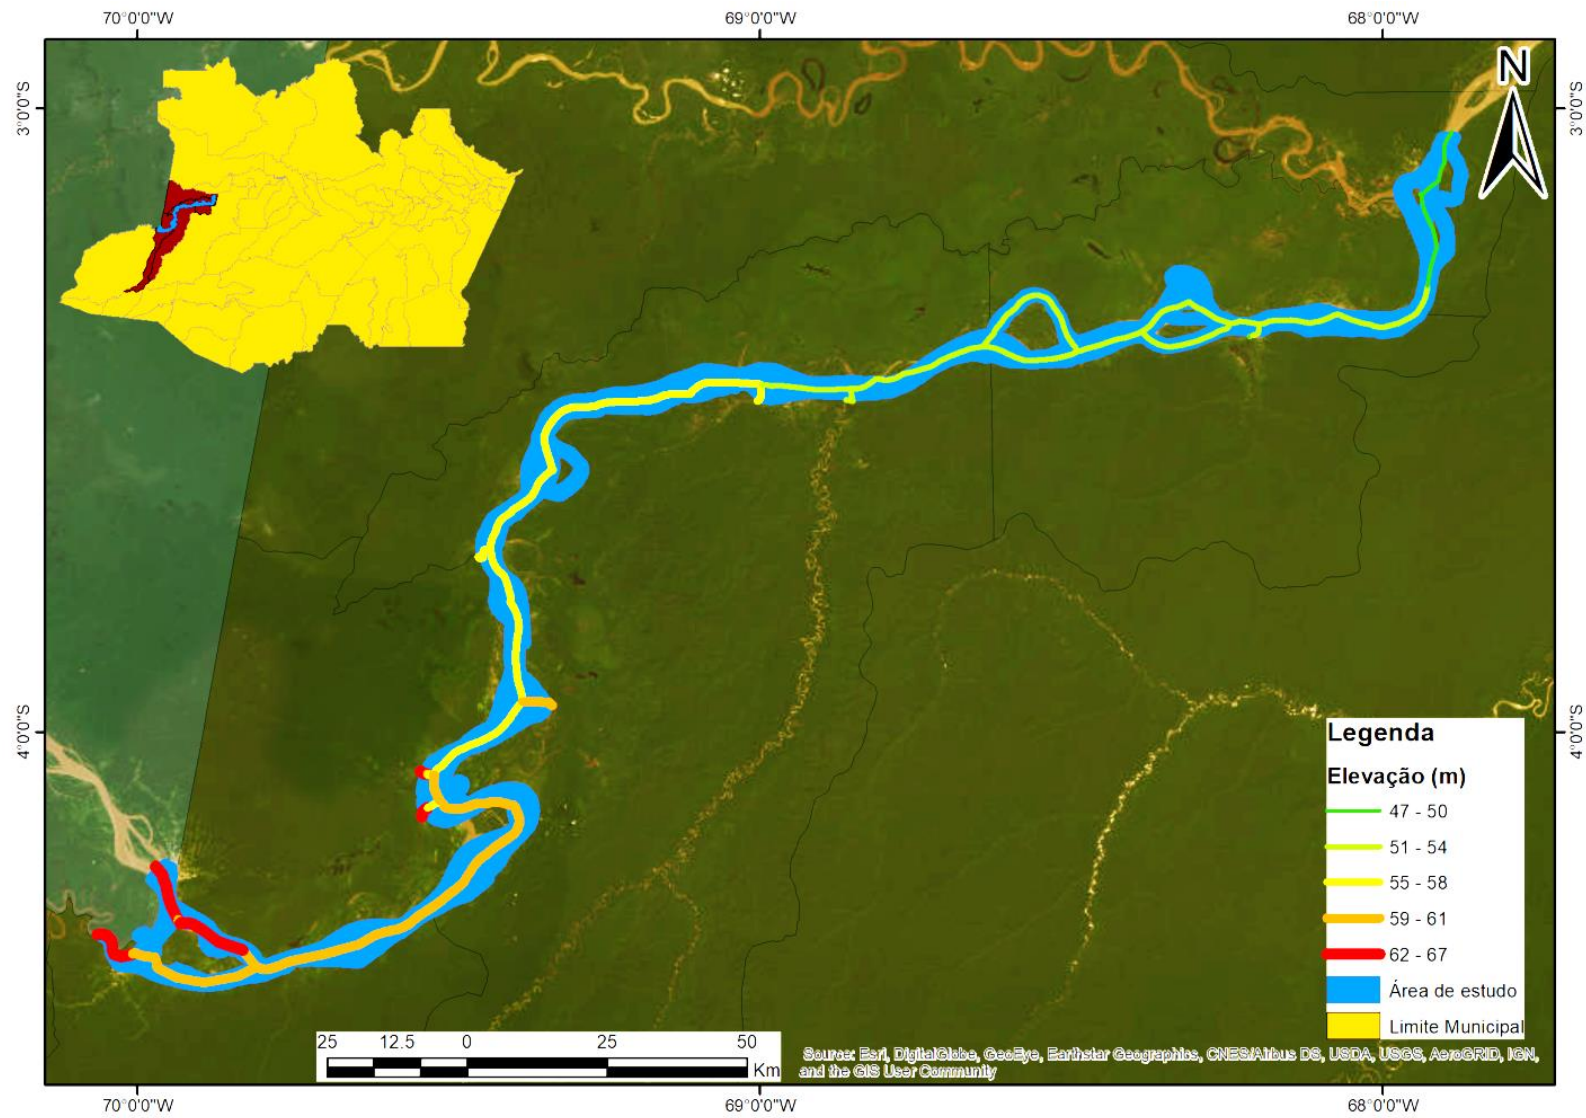 70°0'0"W 69°0'0"W 68°0'0"W
N
3°0'0"S 3°0'0"S
4°0'0"S 4°0'0"S
Legenda
Elevação (m)
47 - 50
51 - 54
55 - 58
59 - 61
62 - 67
Área de estudo
Limite Municipal
25 12.5 0 25 50
Km
Source: Esri, DigitalGlobe, GeoEye, Earthstar Geographics, CNES/Airbus DS, USDA, USGS, AeroGRID, IGN,
and the GIS User Community
70°0'0"W 69°0'0"W 68°0'0"W